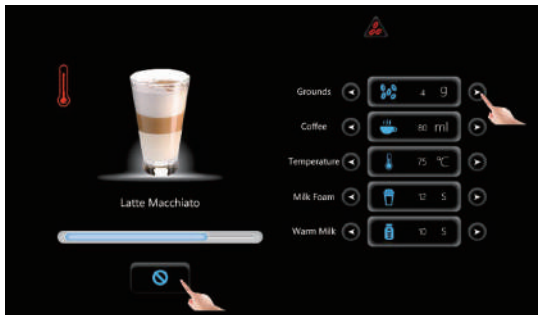 Grounds 4 g
Coffee 80 ml
Temperature 75 ℃
Milk Foam 12 S
Warm Milk 10 S
Latte Macchiato